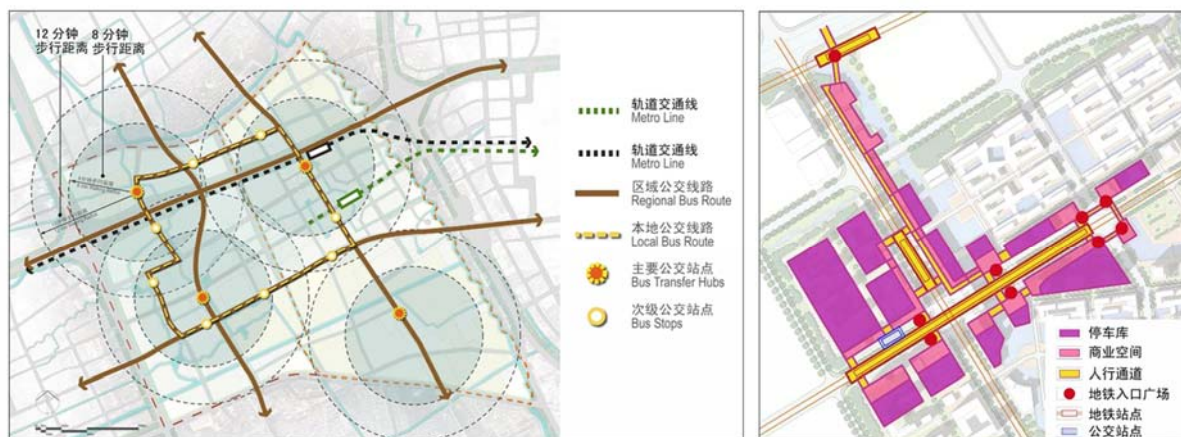 12 分钟
步行距离
8 分钟
步行距离
轨道交通线
Metro Line
轨道交通线
Metro Line
区域公交线路
Regional Bus Route
本地公交线路
Local Bus Route
主要公交站点
Bus Transfer Hubs
次级公交站点
Bus Stops
停车库
商业空间
人行通道
地铁入口广场
地铁站点
公交站点